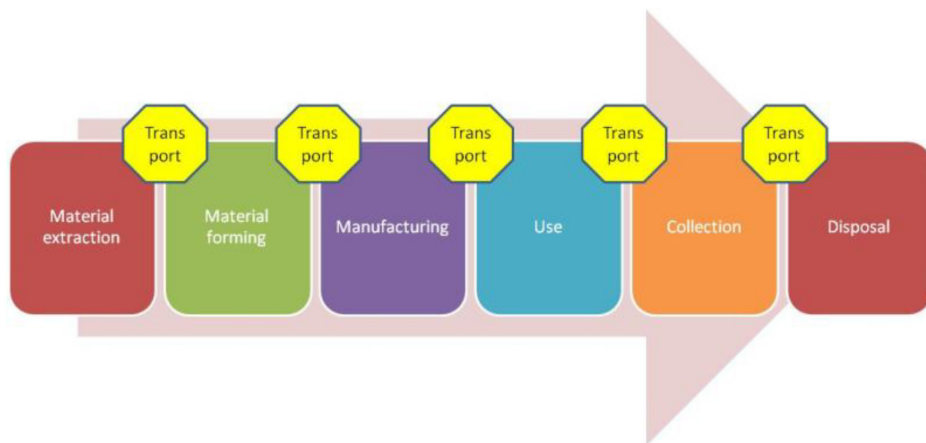 Trans
port
Trans
port
Trans
port
Trans
port
Trans
port
Material
extraction
Material
forming
Manufacturing
Use
Collection
Disposal